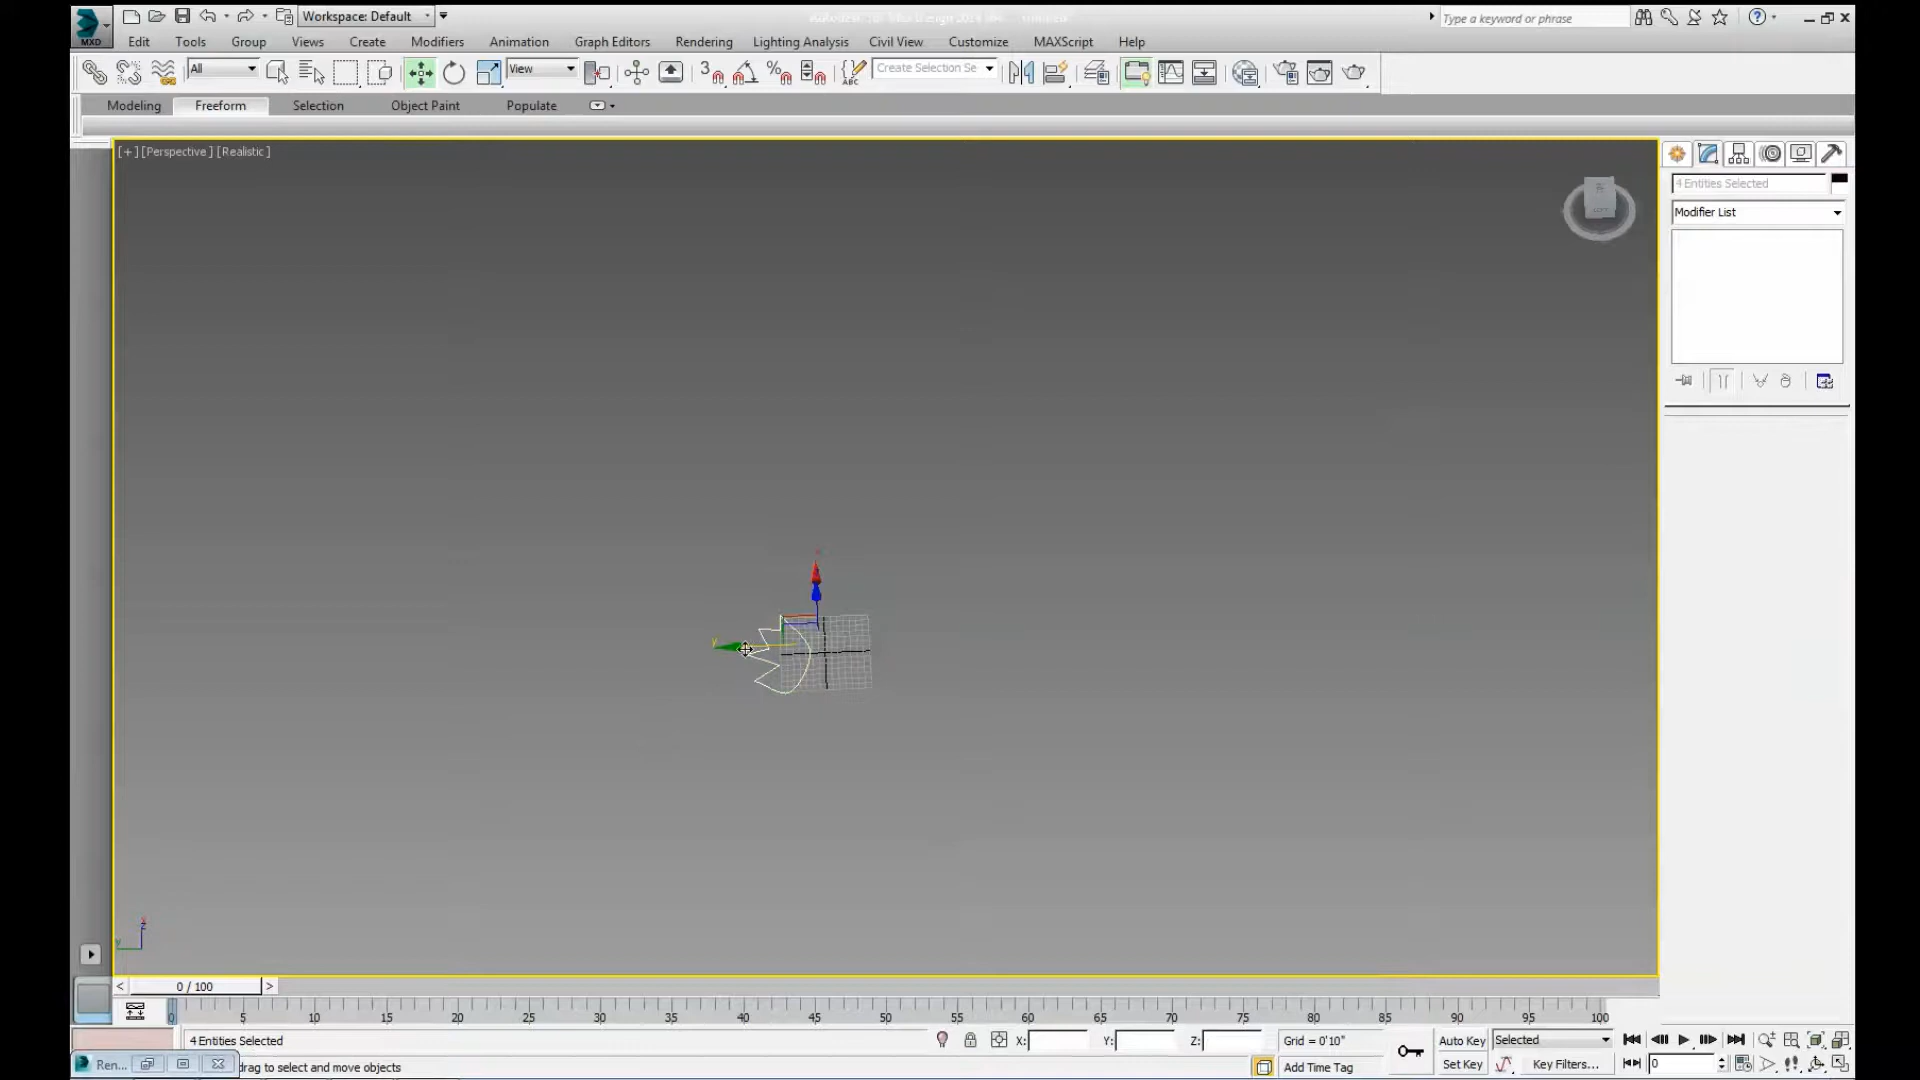 Workspace: Default
Type a keyword or phrase
MXD
Edit Tools Group Views Create Modifiers Animation Graph Editors Rendering Lighting Analysis Civil View Customize MAXScript Help
All View Create Selection Se
ABC
Modeling Freeform Selection Object Paint Populate
[+] [Perspective] [Realistic]
4 Entities Selected
Modifier List
y
z
y
0 / 100
0 5 10 15 20 25 30 35 40 45 50 55 60 65 70 75 80 85 90 95 100
4 Entities Selected X: Y: Z: Grid = 0'10" Auto Key Selected
Ren... drag to select and move objects Add Time Tag Set Key Key Filters... 0